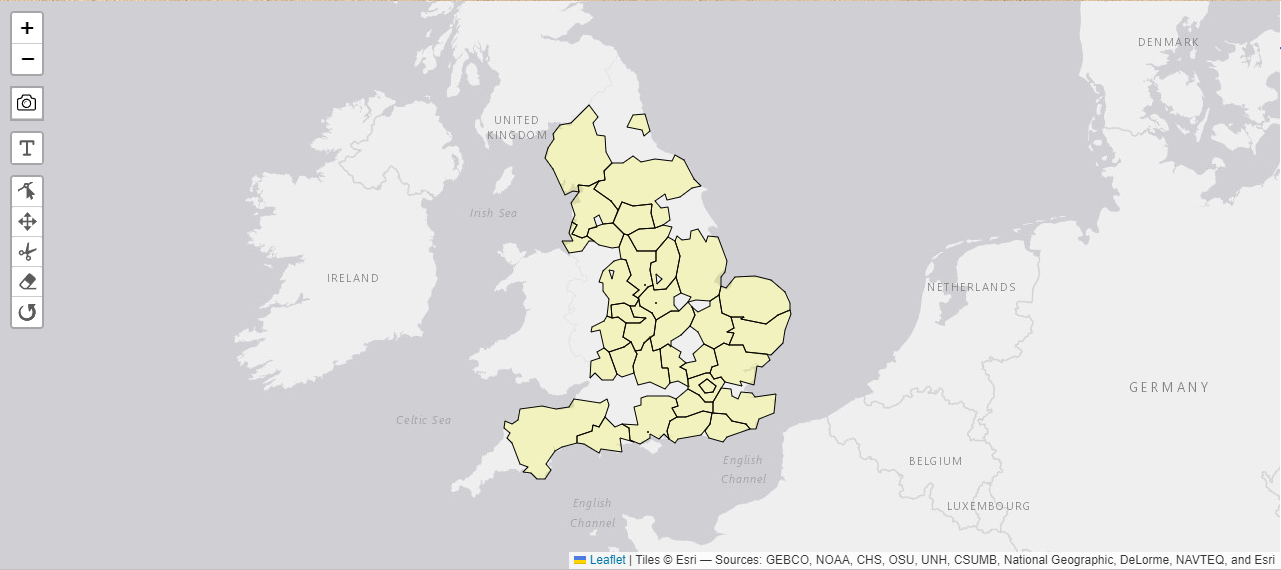 +
−
T
DENMARK
UNITED
KINGDOM
Irish Sea
IRELAND
NETHERLANDS
GERMANY
Celtic Sea
English
Channel
BELGIUM
English
Channel
LUXEMBOURG
Leaflet | Tiles © Esri — Sources: GEBCO, NOAA, CHS, OSU, UNH, CSUMB, National Geographic, DeLorme, NAVTEQ, and Esri